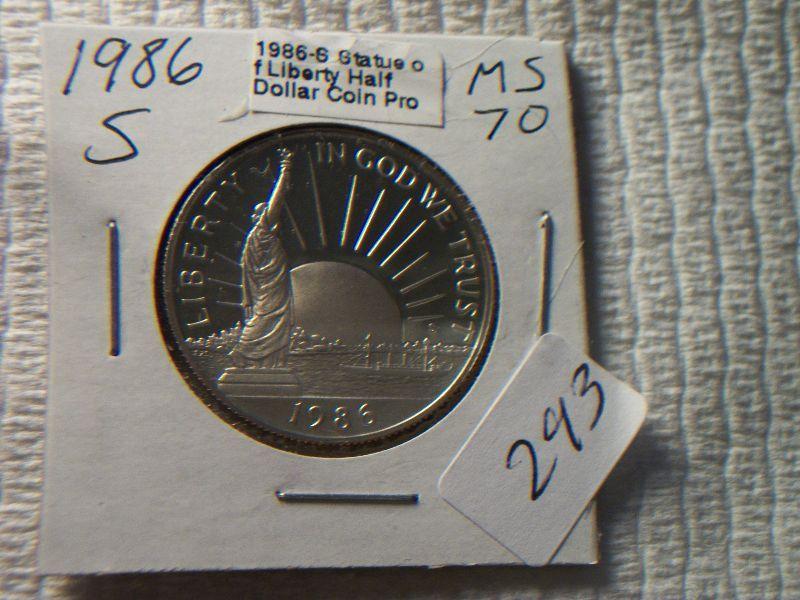 1986
S
1986-S Statue o
f Liberty Half
Dollar Coin Pro
MS
70
LIBERTY
IN GOD WE TRUST
1986
293